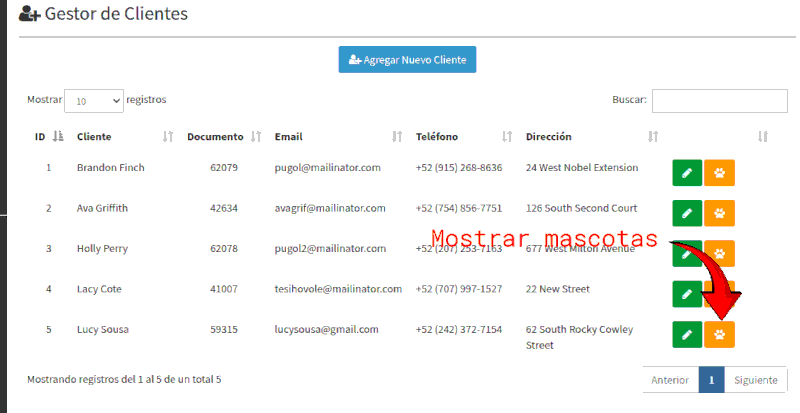 Gestor de Clientes
Agregar Nuevo Cliente
Mostrar 10 registros Buscar:
ID Cliente Documento Email Teléfono Dirección
1 Brandon Finch 62079 pugol@mailinator.com +52 (915) 268-8636 24 West Nobel Extension
2 Ava Griffith 42634 avagrif@mailinator.com +52 (754) 856-7751 126 South Second Court
Mostrar mascotas
3 Holly Perry 62078 pugol2@mailinator.com +52 (207) 253-7163 677 West Milton Avenue
4 Lacy Cote 41007 tesihovole@mailinator.com +52 (707) 997-1527 22 New Street
5 Lucy Sousa 59315 lucysousa@gmail.com +52 (242) 372-7154 62 South Rocky Cowley
Street
Mostrando registros del 1 al 5 de un total 5 Anterior 1 Siguiente